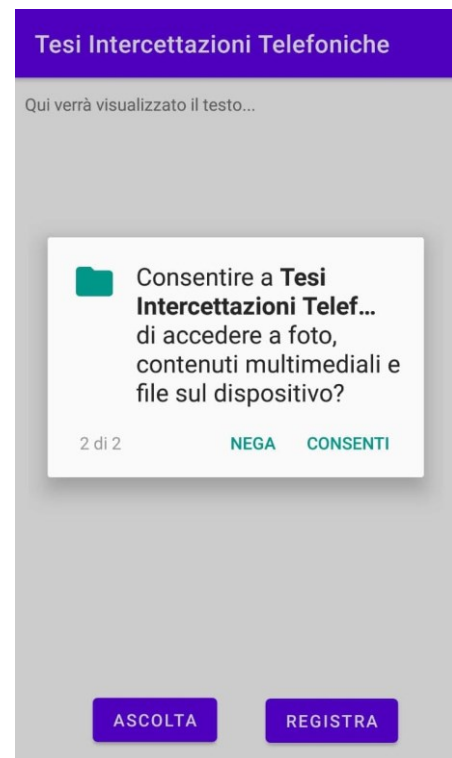 Tesi Intercettazioni Telefoniche
Qui verrà visualizzato il testo...
Consentire a Tesi
Intercettazioni Telef...
di accedere a foto,
contenuti multimediali e
file sul dispositivo?
2 di 2 NEGA CONSENTI
ASCOLTA REGISTRA